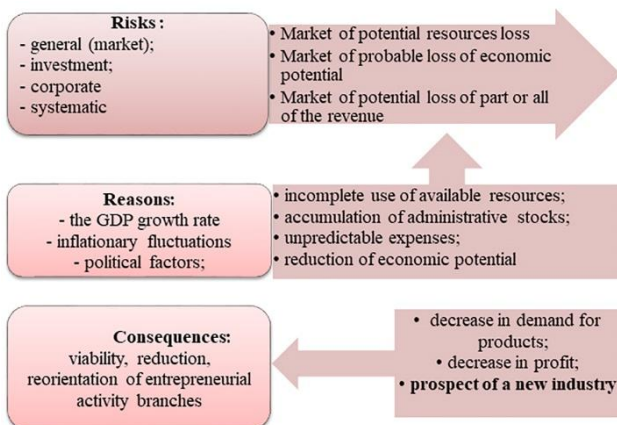 Risks :
- general (market);
- investment;
- corporate
- systematic
• Market of potential resources loss
• Market of probable loss of economic
potential
• Market of potential loss of part or all
of the revenue
Reasons:
- the GDP growth rate
- inflationary fluctuations
- political factors;
• incomplete use of available resources;
• accumulation of administrative stocks;
• unpredictable expenses;
• reduction of economic potential
Consequences:
viability, reduction,
reorientation of entrepreneurial
activity branches
• decrease in demand for
products;
• decrease in profit;
• prospect of a new industry